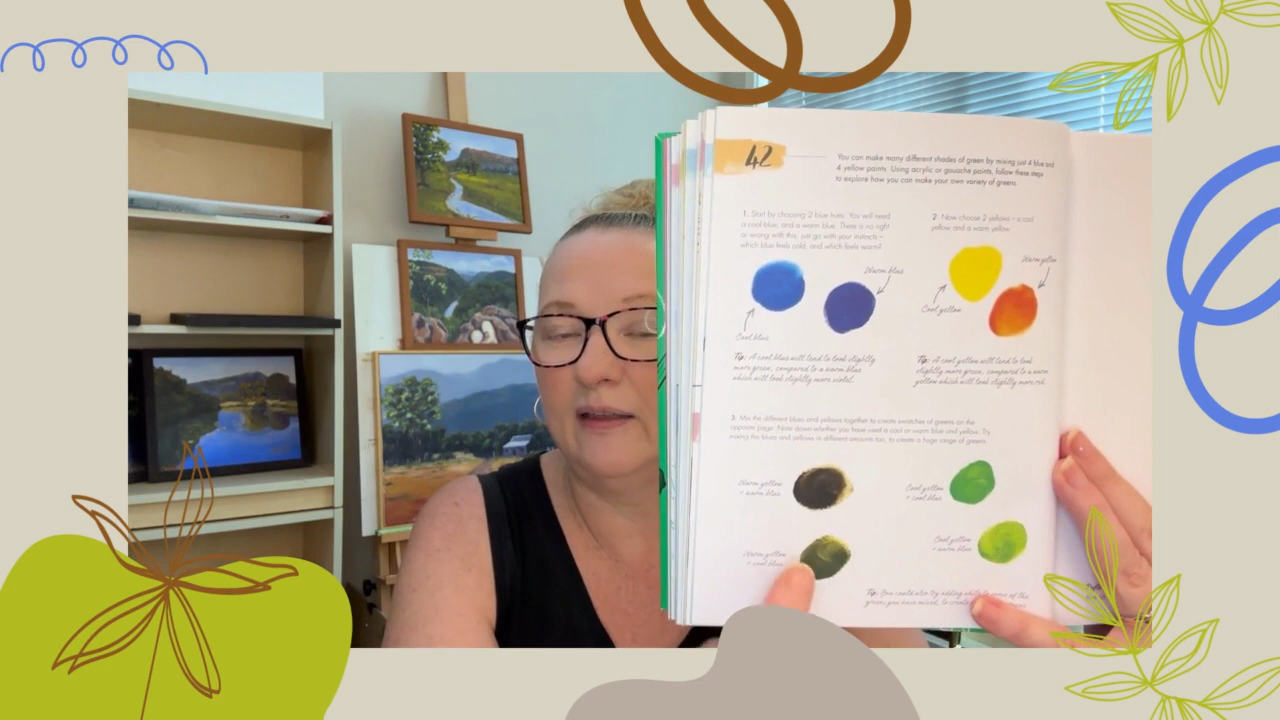 42
You can make many different shades of green by mixing just 4 blue and
4 yellow paints. Using acrylic or gouache paints, follow these steps
to explore how you can make your own variety of greens.
1. Start by choosing 2 blue hues. You will need
a cool blue, and a warm blue. There is no right
or wrong with this, just go with your instincts –
which blue feels cold, and which feels warm?
Warm blue
Cool blue
Tip: A cool blue will tend to look slightly
more green, compared to a warm blue
which will look slightly more violet.
2. Now choose 2 yellows – a cool
yellow and a warm yellow.
Warm yellow
Cool yellow
Tip: A cool yellow will tend to look
slightly more green, compared to a warm
yellow which will look slightly more red.
3. Mix the different blues and yellows together to create swatches of greens on the
opposite page. Note down whether you have used a cool or warm blue and yellow. Try
mixing the blues and yellows in different amounts too, to create a huge range of greens.
Warm yellow
+ warm blue
Cool yellow
+ cool blue
Warm yellow
+ cool blue
Cool yellow
+ warm blue
Tip: You could also try adding white to some of the
greens you have mixed, to create